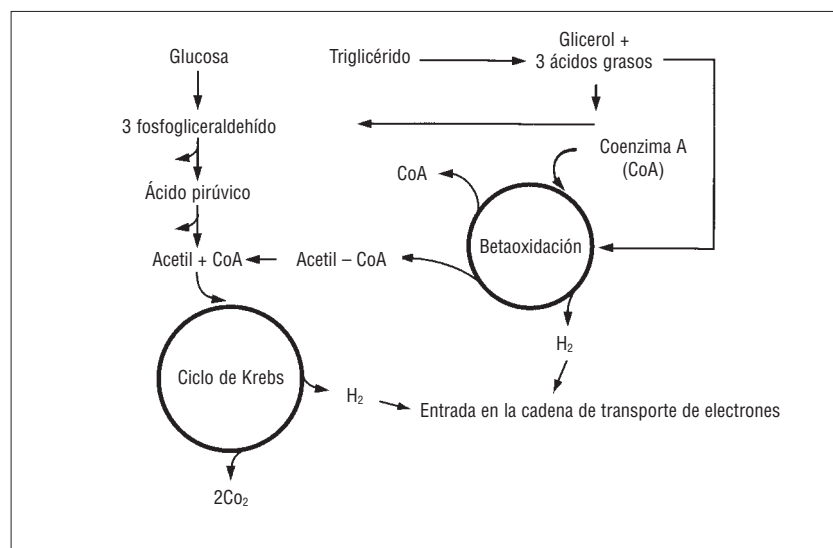 Glucosa
Triglicérido
Glicerol +
3 ácidos grasos
3 fosfogliceraldehído
Coenzima A
(CoA)
CoA
Ácido pirúvico
Betaoxidación
Acetil + CoA
Acetil – CoA
H₂
Ciclo de Krebs
H₂
Entrada en la cadena de transporte de electrones
2Co₂